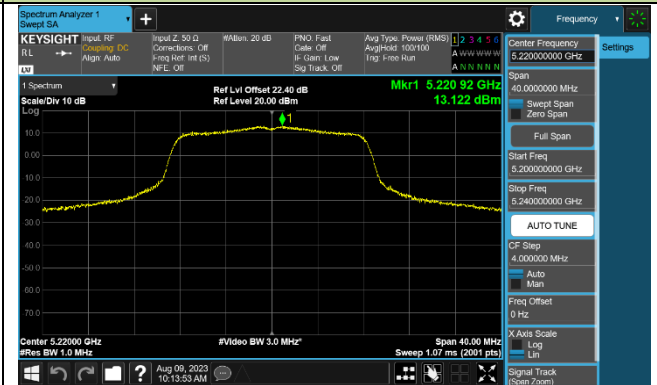 Spectrum Analyzer 1
Swept SA
Frequency
KEYSIGHT
RL
LXI
Input: RF
Coupling: DC
Align: Auto
Input Z: 50 Ω
Corrections: Off
Freq Ref: Int (S)
NFE: Off
#Atten: 20 dB
PNO: Fast
Gate: Off
IF Gain: Low
Sig Track: Off
Avg Type: Power (RMS)
Avg|Hold: 100/100
Trig: Free Run
1 2 3 4 5 6
A W W W W W
A N N N N N
1 Spectrum
Scale/Div 10 dB
Log
Ref Lvl Offset 22.40 dB
Ref Level 20.00 dBm
Mkr1 5.220 92 GHz
13.122 dBm
1
10.0
0.00
-10.0
-20.0
-30.0
-40.0
-50.0
-60.0
-70.0
Center 5.22000 GHz
#Res BW 1.0 MHz
#Video BW 3.0 MHz*
Span 40.00 MHz
Sweep 1.07 ms (2001 pts)
Center Frequency
5.220000000 GHz
Settings
Span
40.0000000 MHz
Swept Span
Zero Span
Full Span
Start Freq
5.200000000 GHz
Stop Freq
5.240000000 GHz
AUTO TUNE
CF Step
4.000000 MHz
Auto
Man
Freq Offset
0 Hz
X Axis Scale
Log
Lin
Signal Track
(Span Zoom)
?
Aug 09, 2023
10:13:53 AM